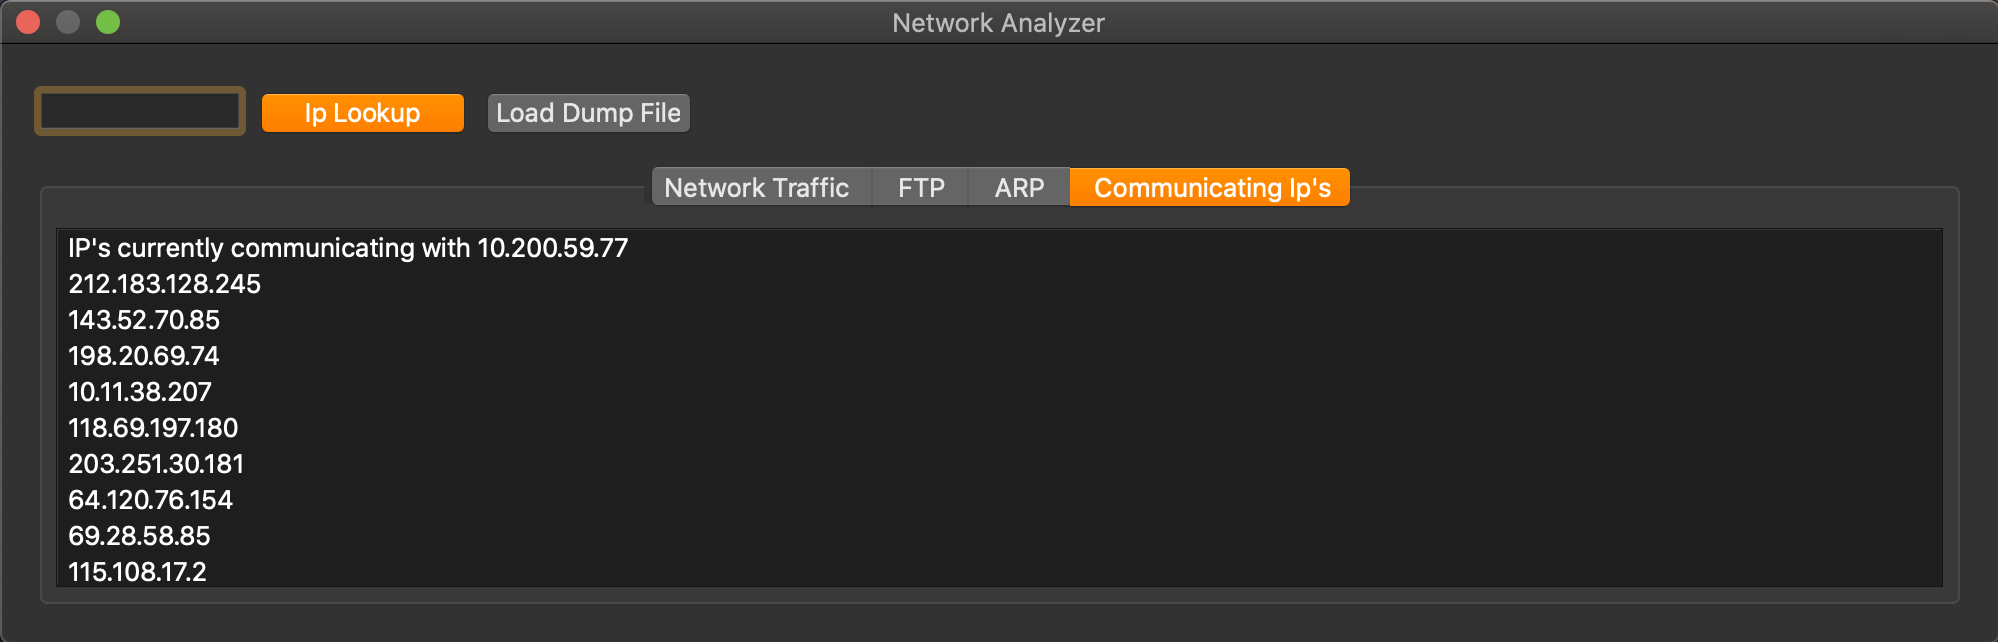 Network Analyzer
Ip Lookup
Load Dump File
Network Traffic
FTP
ARP
Communicating Ip's
IP's currently communicating with 10.200.59.77
212.183.128.245
143.52.70.85
198.20.69.74
10.11.38.207
118.69.197.180
203.251.30.181
64.120.76.154
69.28.58.85
115.108.17.2